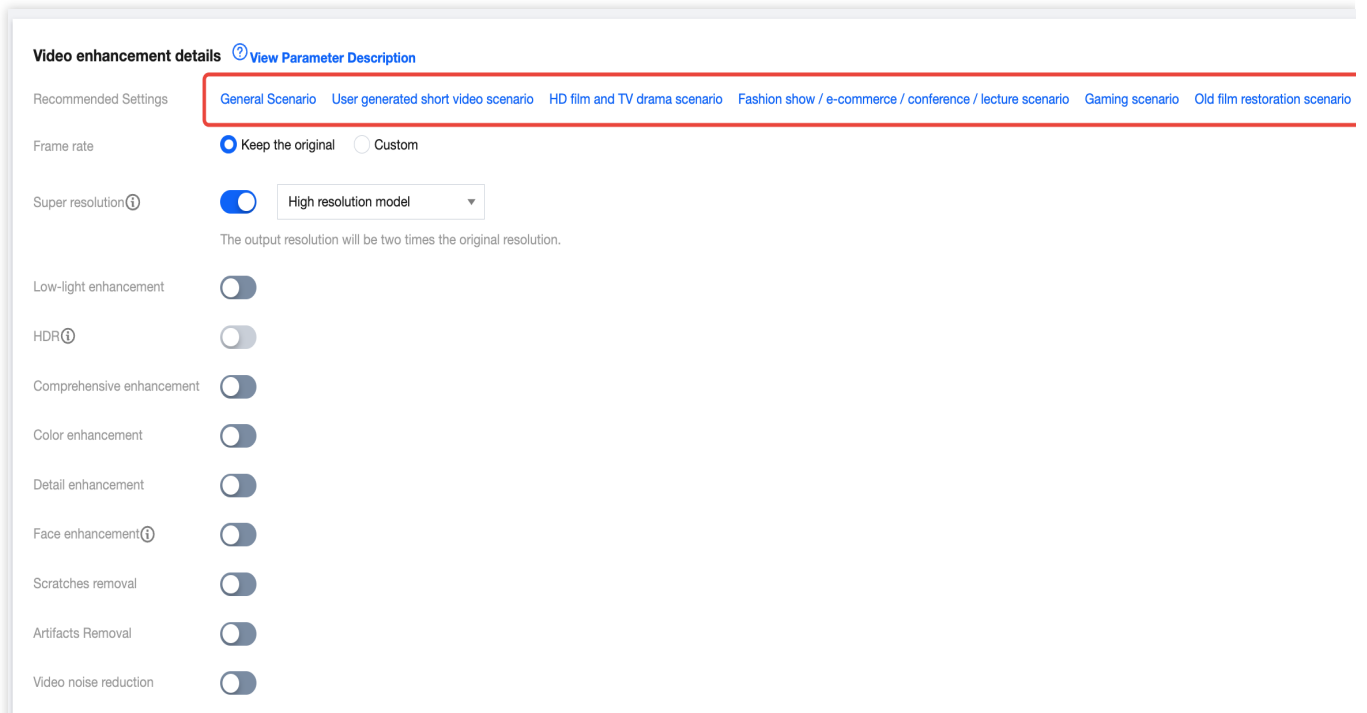 Video enhancement details ? View Parameter Description
Recommended Settings General Scenario User generated short video scenario HD film and TV drama scenario Fashion show / e-commerce / conference / lecture scenario Gaming scenario Old film restoration scenario
Frame rate Keep the original Custom
Super resolution i High resolution model
The output resolution will be two times the original resolution.
Low-light enhancement
HDR i
Comprehensive enhancement
Color enhancement
Detail enhancement
Face enhancement i
Scratches removal
Artifacts Removal
Video noise reduction